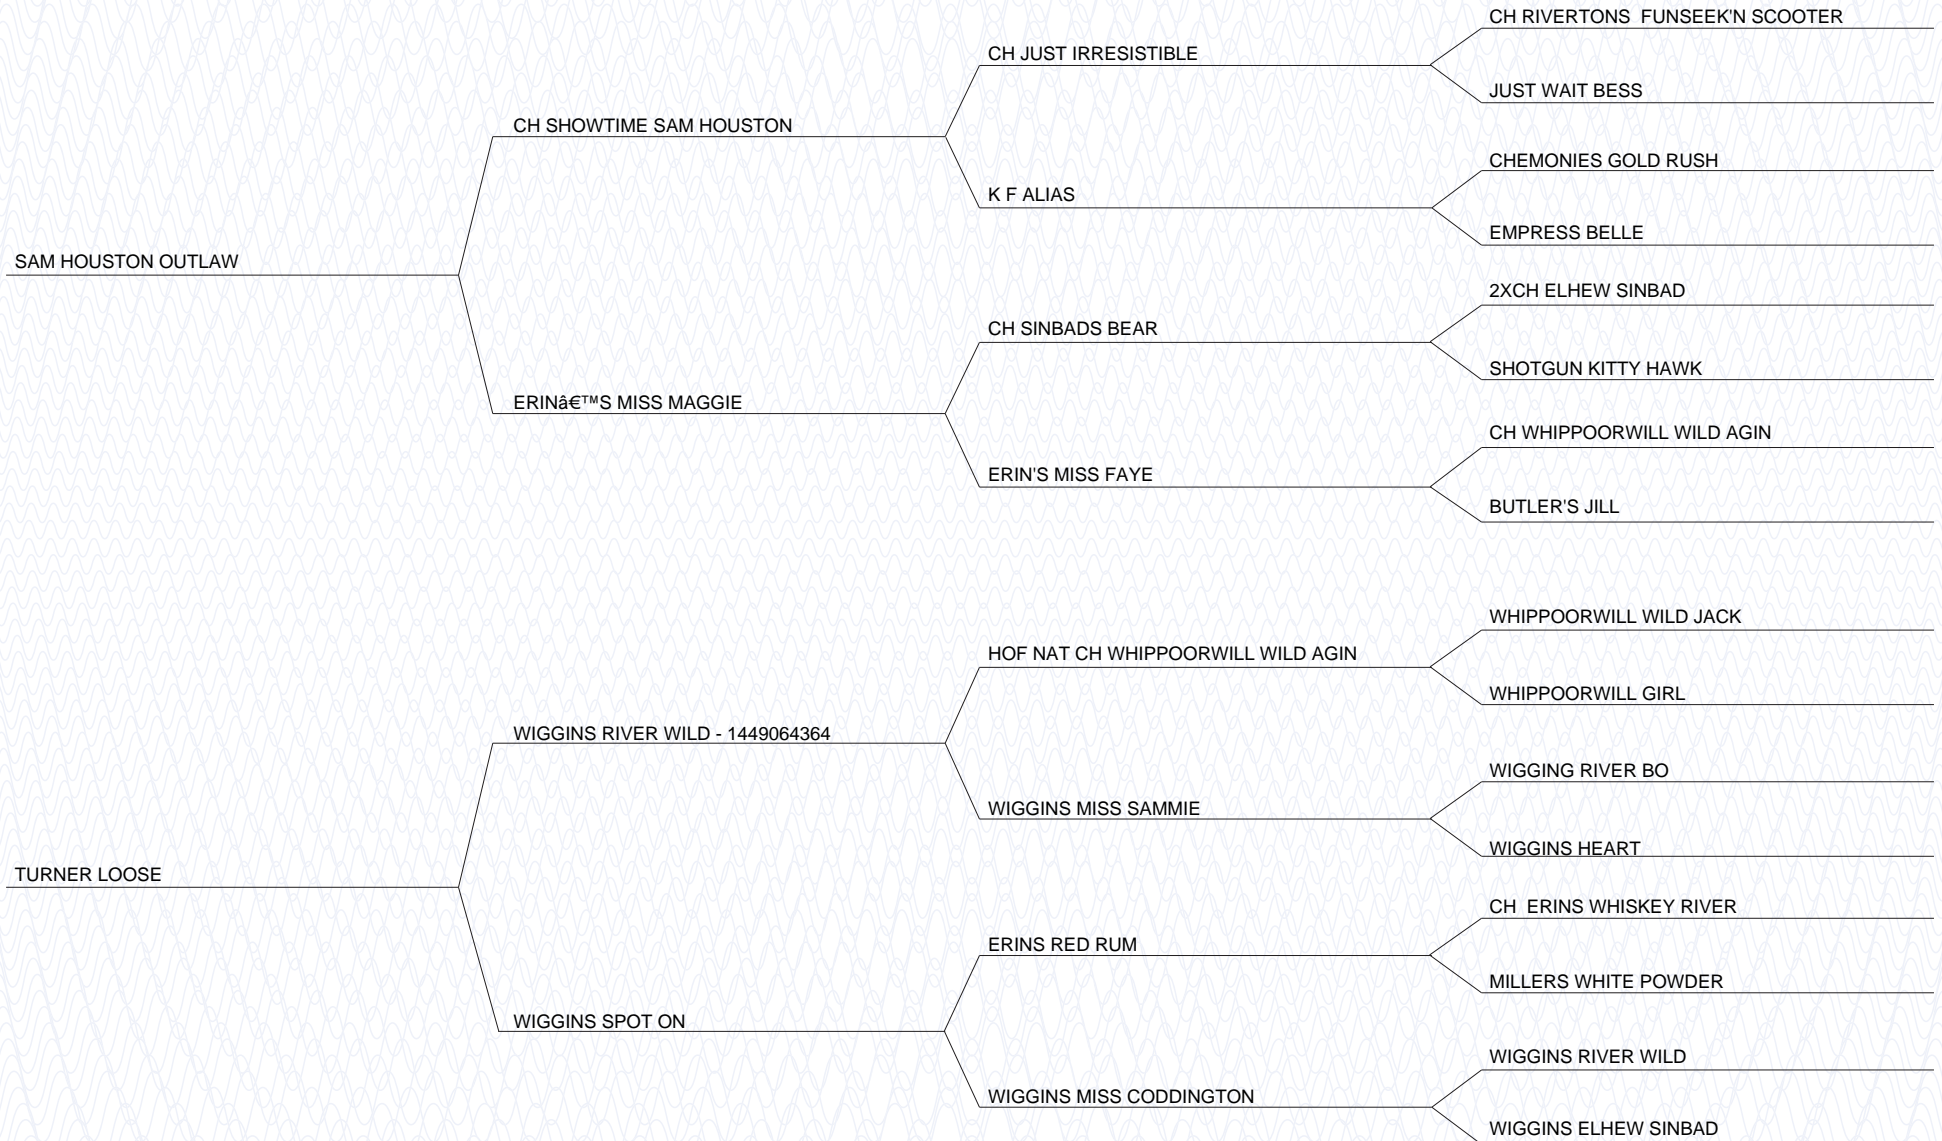 CH RIVERTONS  FUNSEEK'N SCOOTER
CH JUST IRRESISTIBLE
JUST WAIT BESS
CH SHOWTIME SAM HOUSTON
CHEMONIES GOLD RUSH
K F ALIAS
EMPRESS BELLE
SAM HOUSTON OUTLAW
2XCH ELHEW SINBAD
CH SINBADS BEAR
SHOTGUN KITTY HAWK
ERINâ€™S MISS MAGGIE
CH WHIPPOORWILL WILD AGIN
ERIN'S MISS FAYE
BUTLER'S JILL
WHIPPOORWILL WILD JACK
HOF NAT CH WHIPPOORWILL WILD AGIN
WHIPPOORWILL GIRL
WIGGINS RIVER WILD - 1449064364
WIGGING RIVER BO
WIGGINS MISS SAMMIE
WIGGINS HEART
TURNER LOOSE
CH  ERINS WHISKEY RIVER
ERINS RED RUM
MILLERS WHITE POWDER
WIGGINS SPOT ON
WIGGINS RIVER WILD
WIGGINS MISS CODDINGTON
WIGGINS ELHEW SINBAD